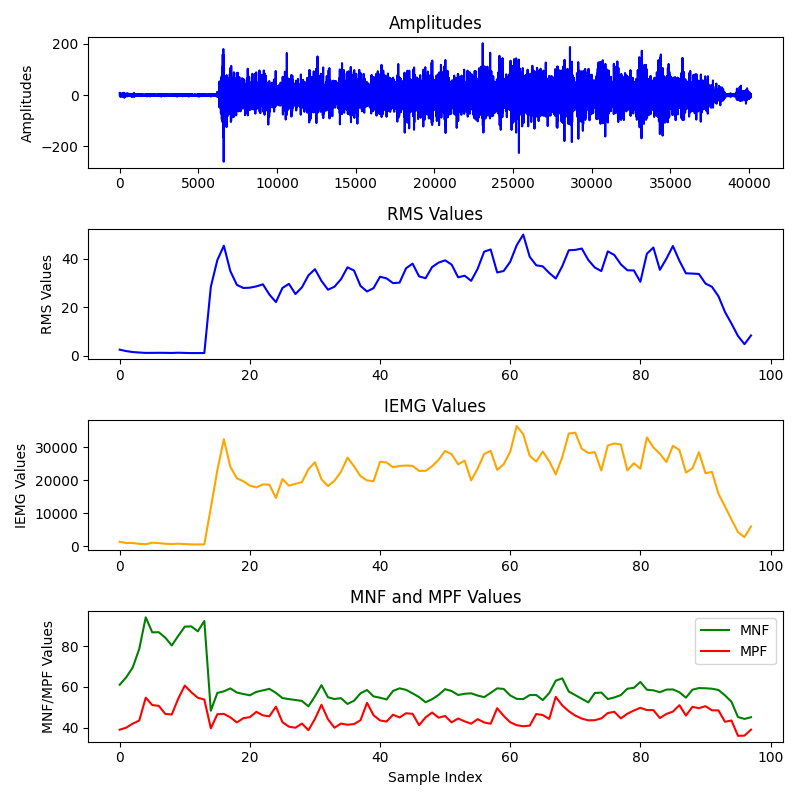 Amplitudes
200
0
−200
Amplitudes
0 5000 10000 15000 20000 25000 30000 35000 40000
RMS Values
40
20
0
RMS Values
0 20 40 60 80 100
IEMG Values
30000
20000
10000
0
IEMG Values
0 20 40 60 80 100
MNF and MPF Values
80
60
40
MNF/MPF Values
MNF
MPF
0 20 40 60 80 100
Sample Index